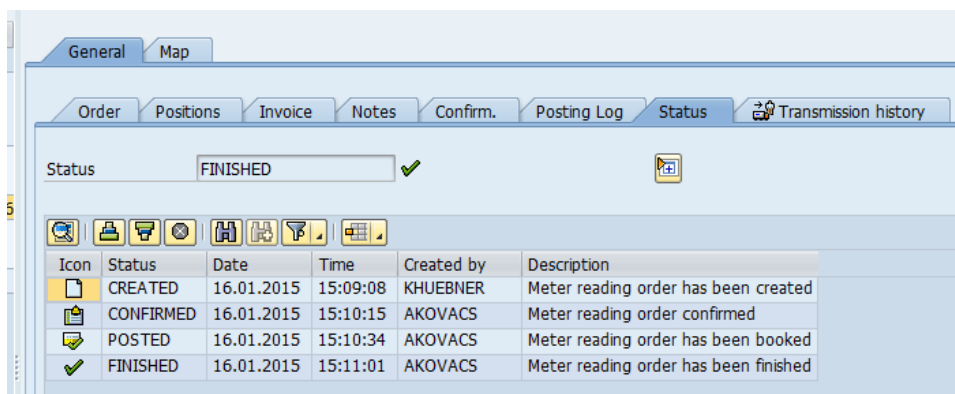 General Map
Order Positions Invoice Notes Confirm. Posting Log Status Transmission history
Status FINISHED
6
Icon Status Date Time Created by Description
CREATED 16.01.2015 15:09:08 KHUEBNER Meter reading order has been created
CONFIRMED 16.01.2015 15:10:15 AKOVACS Meter reading order confirmed
POSTED 16.01.2015 15:10:34 AKOVACS Meter reading order has been booked
FINISHED 16.01.2015 15:11:01 AKOVACS Meter reading order has been finished